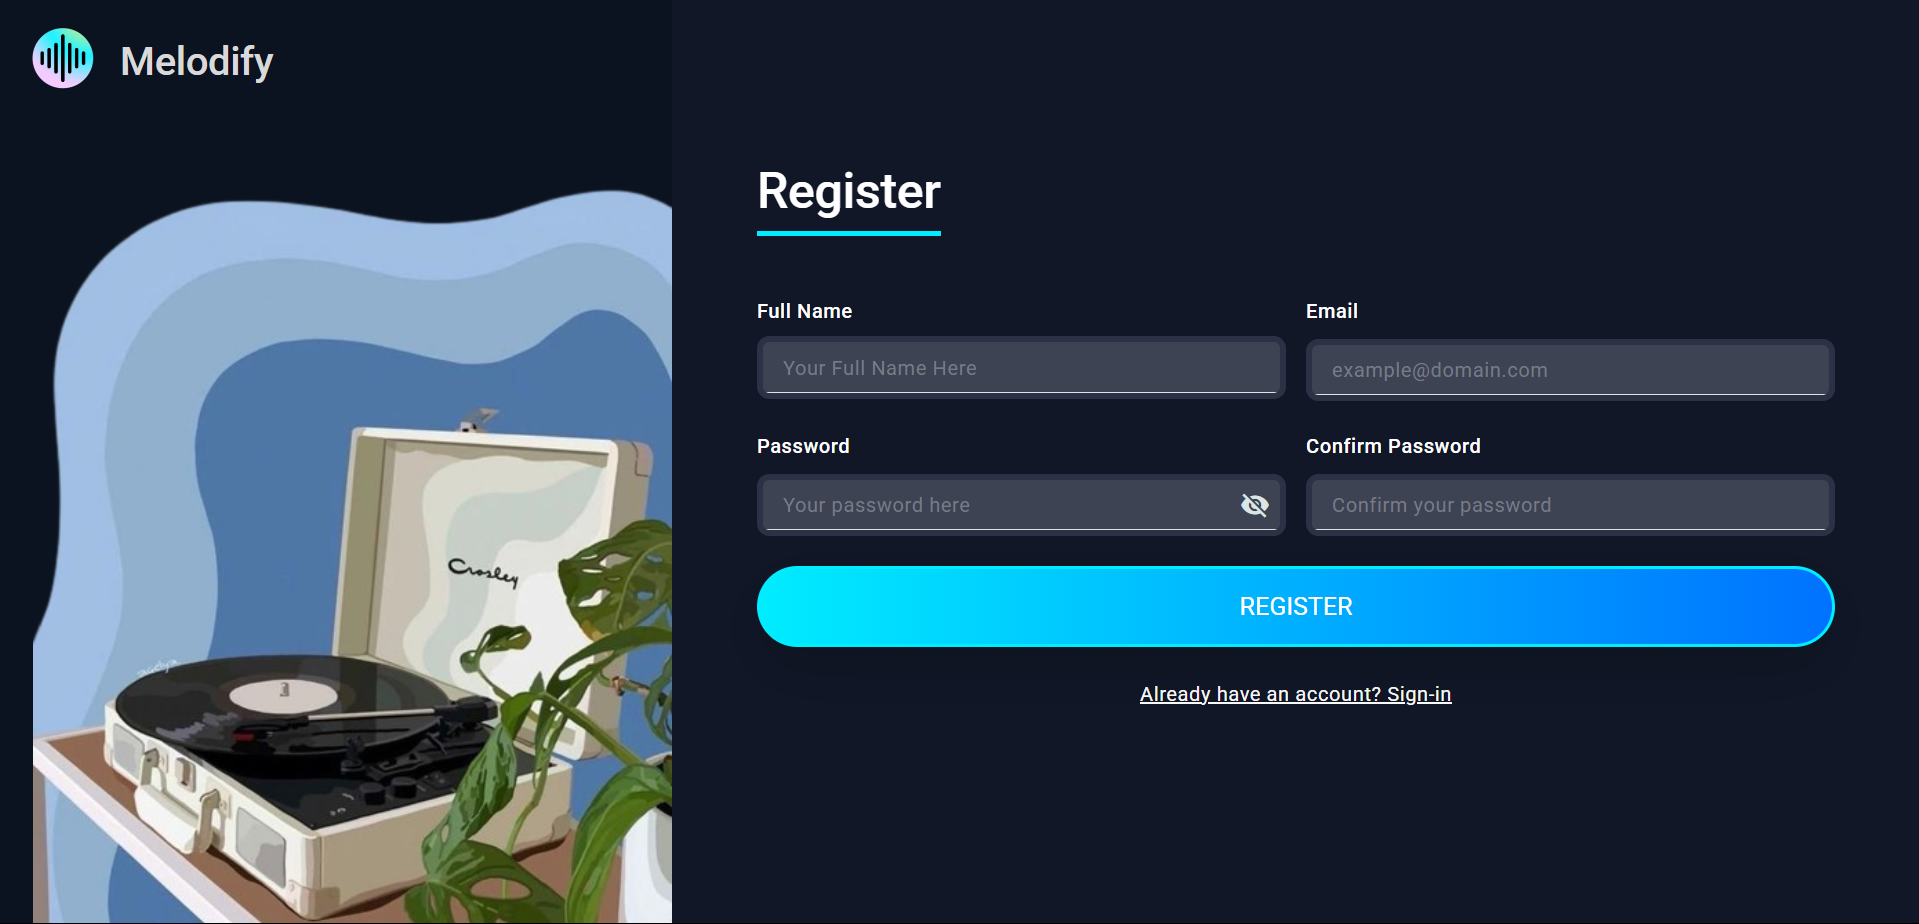 Melodify
Register
Full Name
Email
Your Full Name Here
example@domain.com
Password
Confirm Password
Your password here
Confirm your password
REGISTER
Already have an account? Sign-in
Crosley